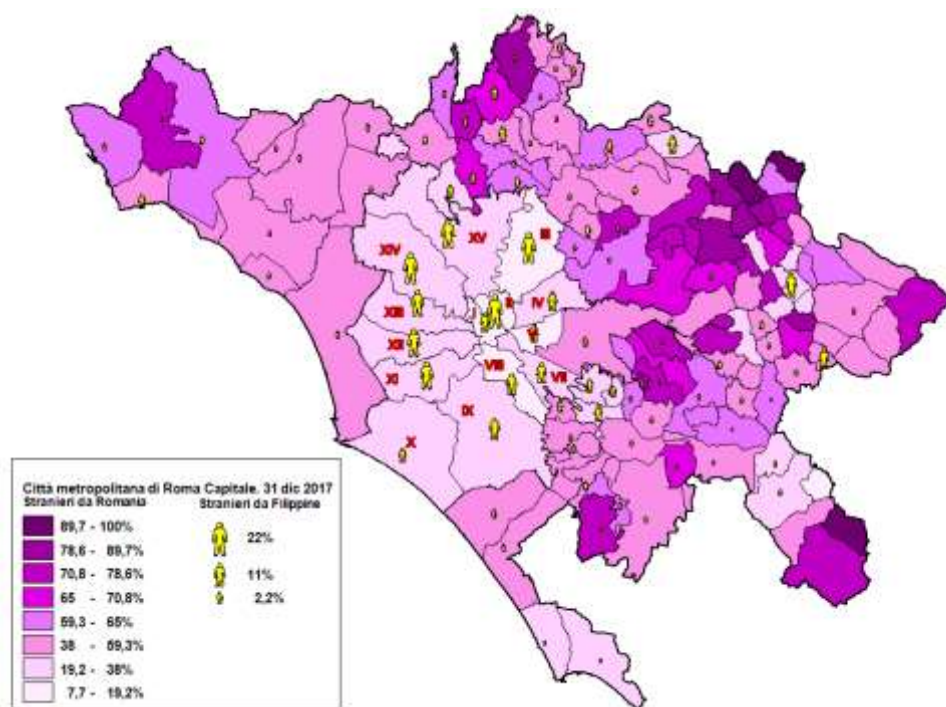 III
XV
XIV
II
IV
XIII
V
XII
VIII
VII
XI
IX
X
Città metropolitana di Roma Capitale. 31 dic 2017
Stranieri da Romania
Stranieri da Filippine
89,7 - 100%
78,6 - 89,7%
70,8 - 78,6%
65 - 70,8%
59,3 - 65%
38 - 59,3%
19,2 - 38%
7,7 - 19,2%
22%
11%
2,2%